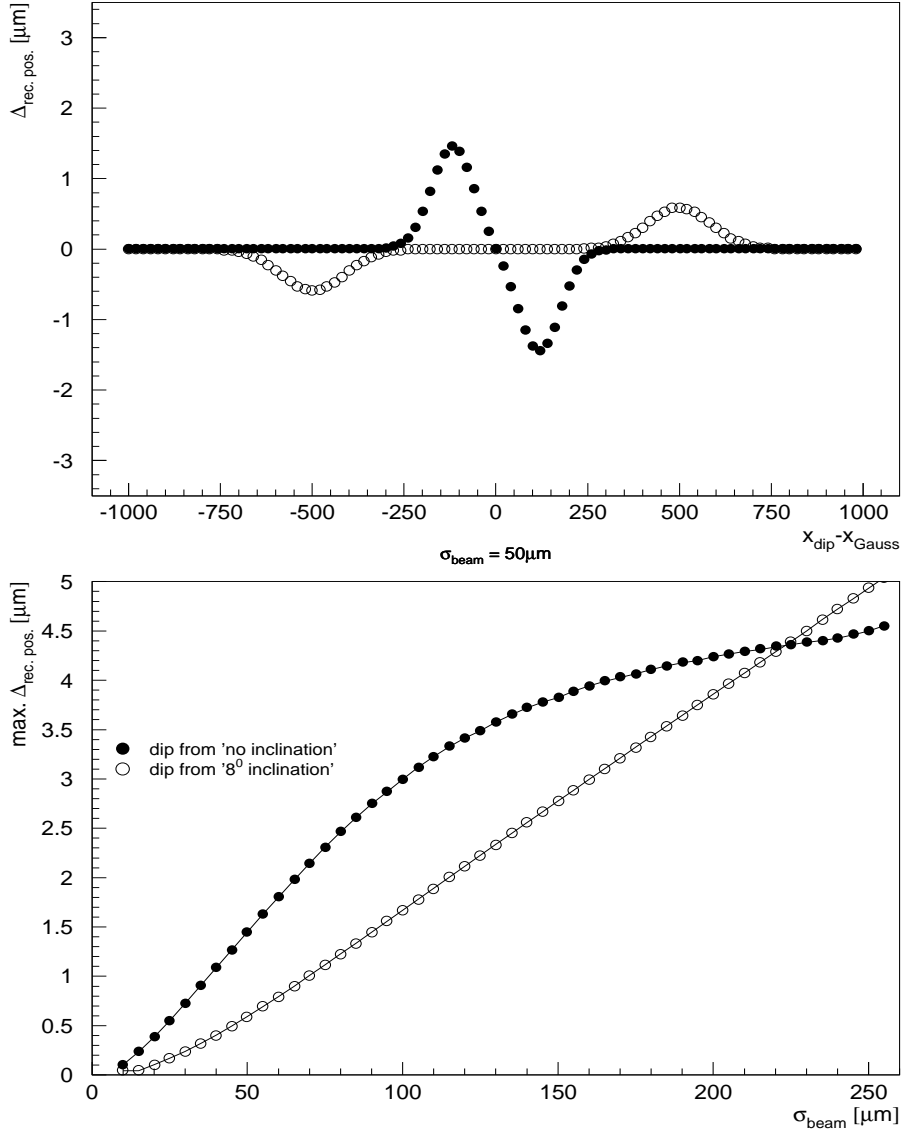 Δrec. pos. [μm]
3
2
1
0
-1
-2
-3
-1000 -750 -500 -250 0 250 500 750 1000
xdip-xGauss
σbeam = 50μm
max. Δrec. pos. [μm]
5
4.5
4
3.5
3
2.5
2
1.5
1
0.5
0
dip from 'no inclination'
dip from '8⁰ inclination'
0 50 100 150 200 250
σbeam [μm]